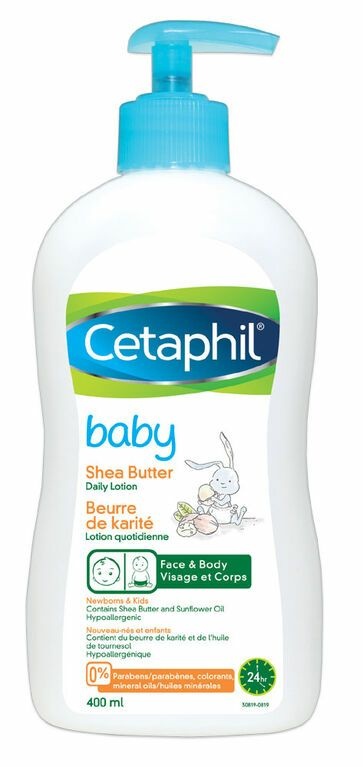 Cetaphil®
baby
Shea Butter
Daily Lotion
Beurre
de karité
Lotion quotidienne
Face & Body
Visage et Corps
Newborns & Kids
Contains Shea Butter and Sunflower Oil
Hypoallergenic
Nouveau-nés et enfants
Contient du beurre de karité et de l'huile
de tournesol
Hypoallergénique
0% Parabens/parabènes, colorants,
mineral oils/huiles minérales
24hr
400 ml
30819-0819